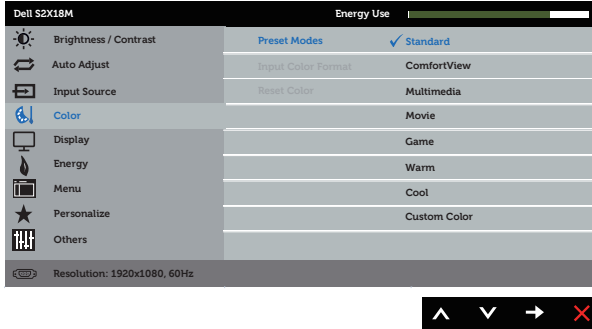 Dell S2X18M Energy Use
Brightness / Contrast Preset Modes Standard
Auto Adjust Input Color Format ComfortView
Input Source Reset Color Multimedia
Color Movie
Display Game
Energy Warm
Menu Cool
Personalize Custom Color
Others
Resolution: 1920x1080, 60Hz